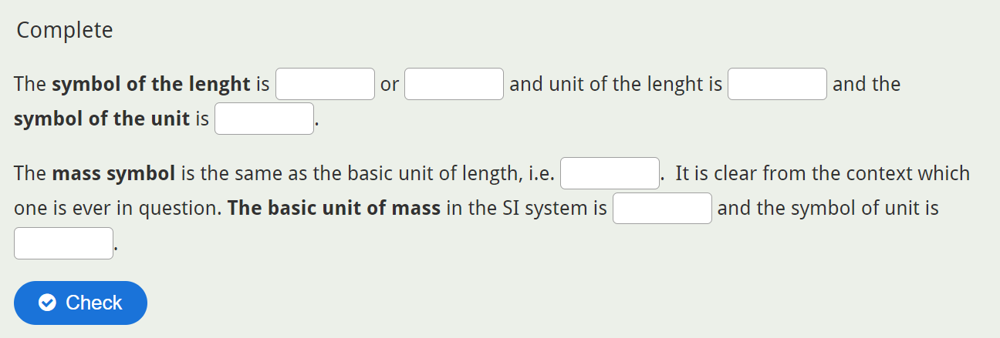 Complete
The symbol of the lenght is or and unit of the lenght is and the
symbol of the unit is .
The mass symbol is the same as the basic unit of length, i.e. . It is clear from the context which
one is ever in question. The basic unit of mass in the SI system is and the symbol of unit is
.
Check